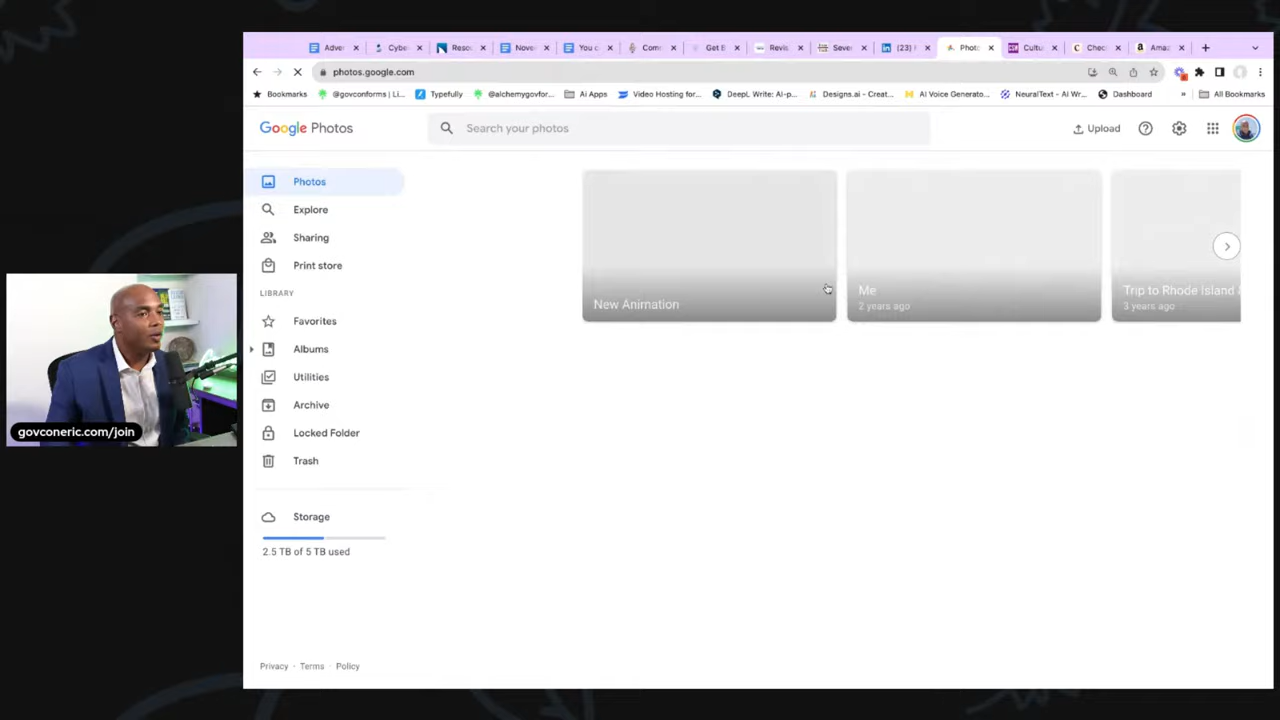 Adver
Cybe
Reso
Nove
You c
Com
Get E
Revis
Seve
(23)
Phot
Cultu
Chec
Amaz
photos.google.com
Bookmarks
@govconforms | Li...
Typefully
@alchemygovfor...
Ai Apps
Video Hosting for...
DeepL Write: AI-p...
Designs.ai - Creat...
AI Voice Generato...
NeuralText - AI Wr...
Dashboard
»
All Bookmarks
Google Photos
Search your photos
Upload
Photos
Explore
Sharing
Print store
LIBRARY
Favorites
Albums
Utilities
Archive
Locked Folder
Trash
Storage
2.5 TB of 5 TB used
Privacy · Terms · Policy
New Animation
Me
2 years ago
Trip to Rhode Island
3 years ago
govconeric.com/join